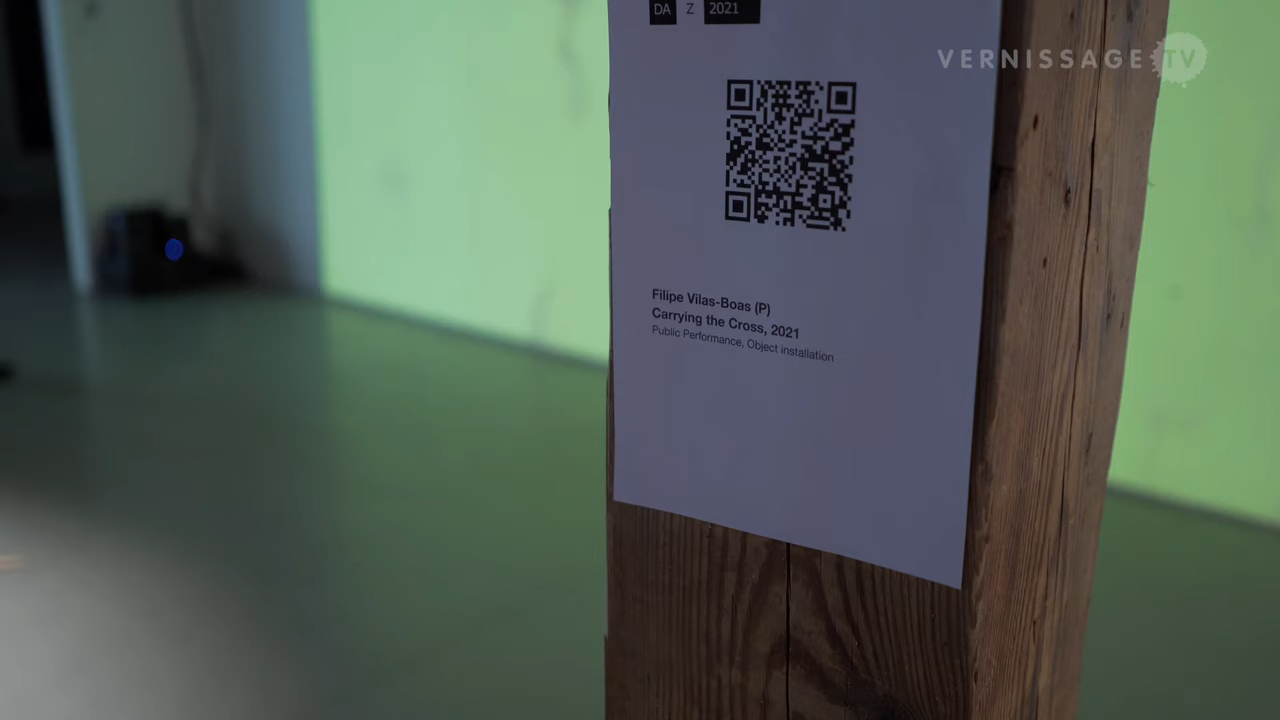 DA Z 2021
VERNISSAGE TV
Filipe Vilas-Boas (P)
Carrying the Cross, 2021
Public Performance, Object installation